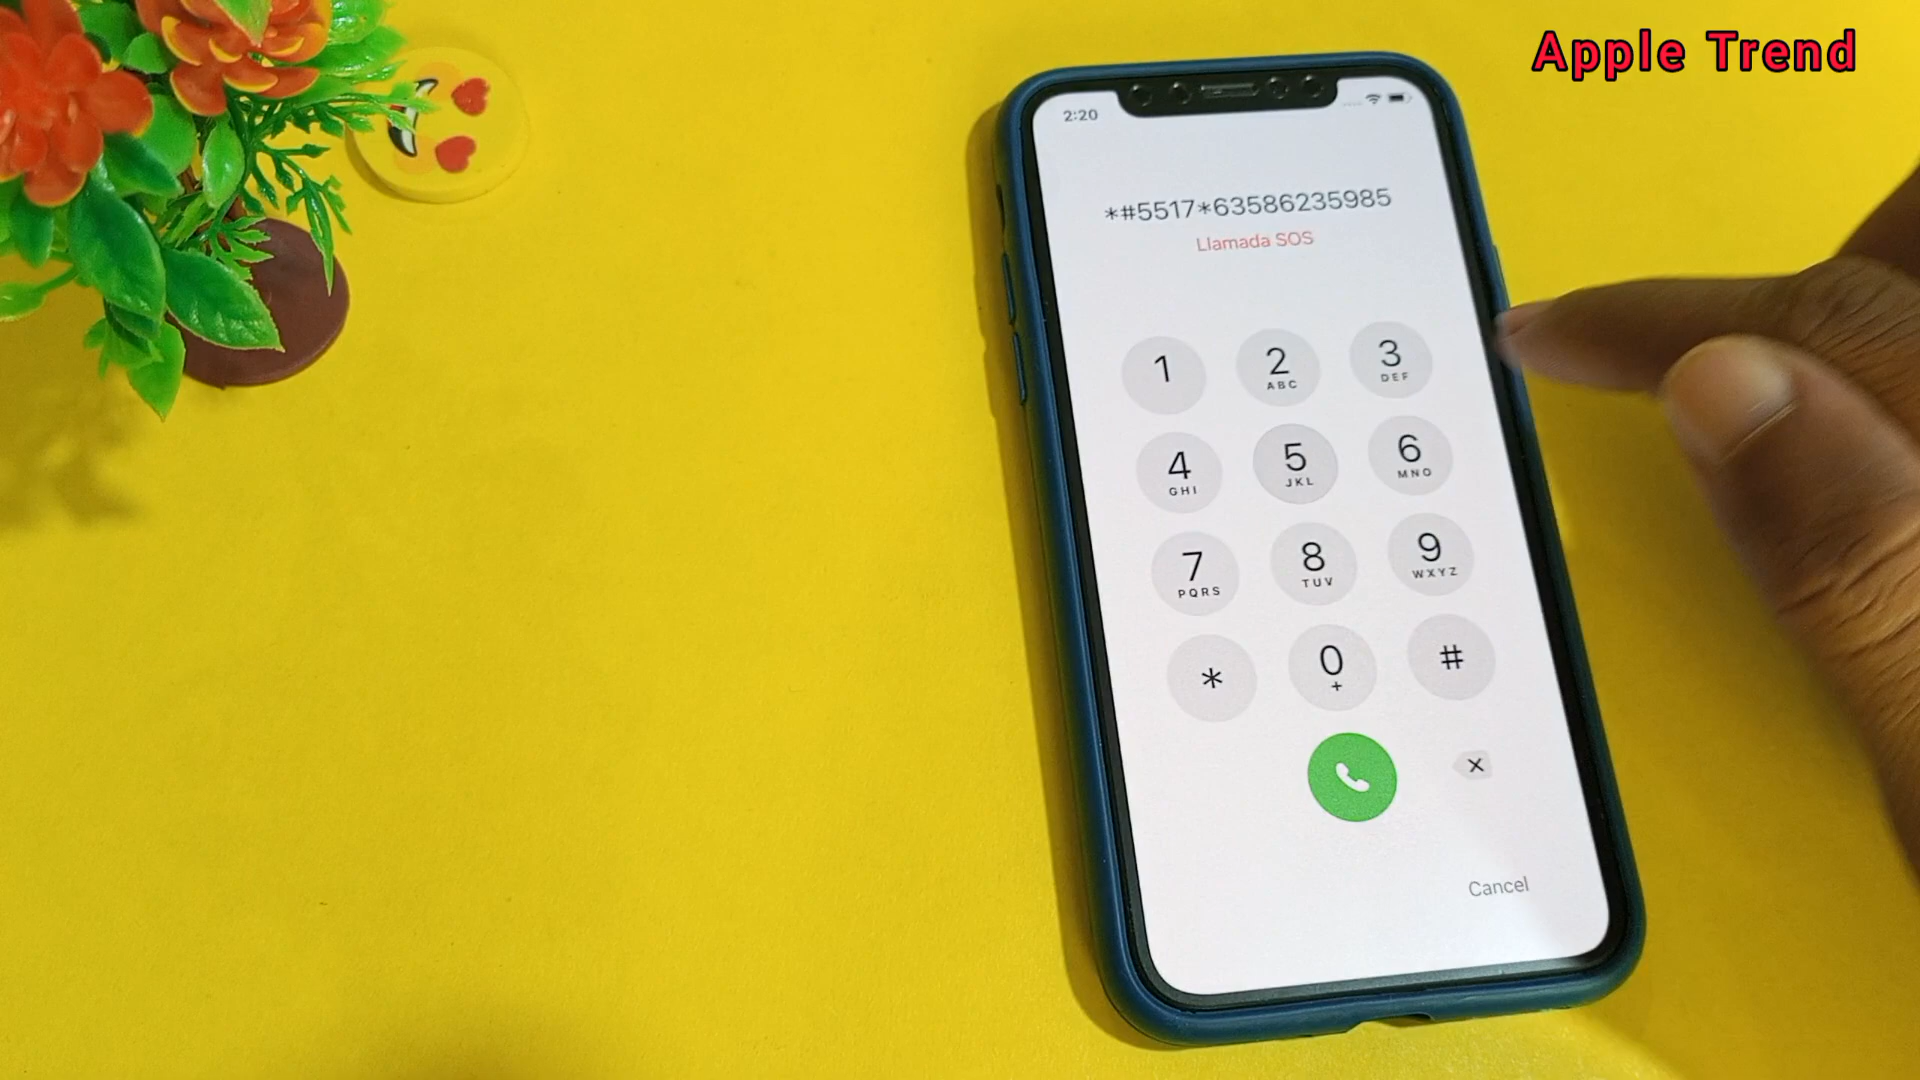 Apple Trend
2:20
*#5517*63586235985
Llamada SOS
1
2
ABC
3
DEF
4
GHI
5
JKL
6
MNO
7
PQRS
8
TUV
9
WXYZ
*
0
+
#
Cancel